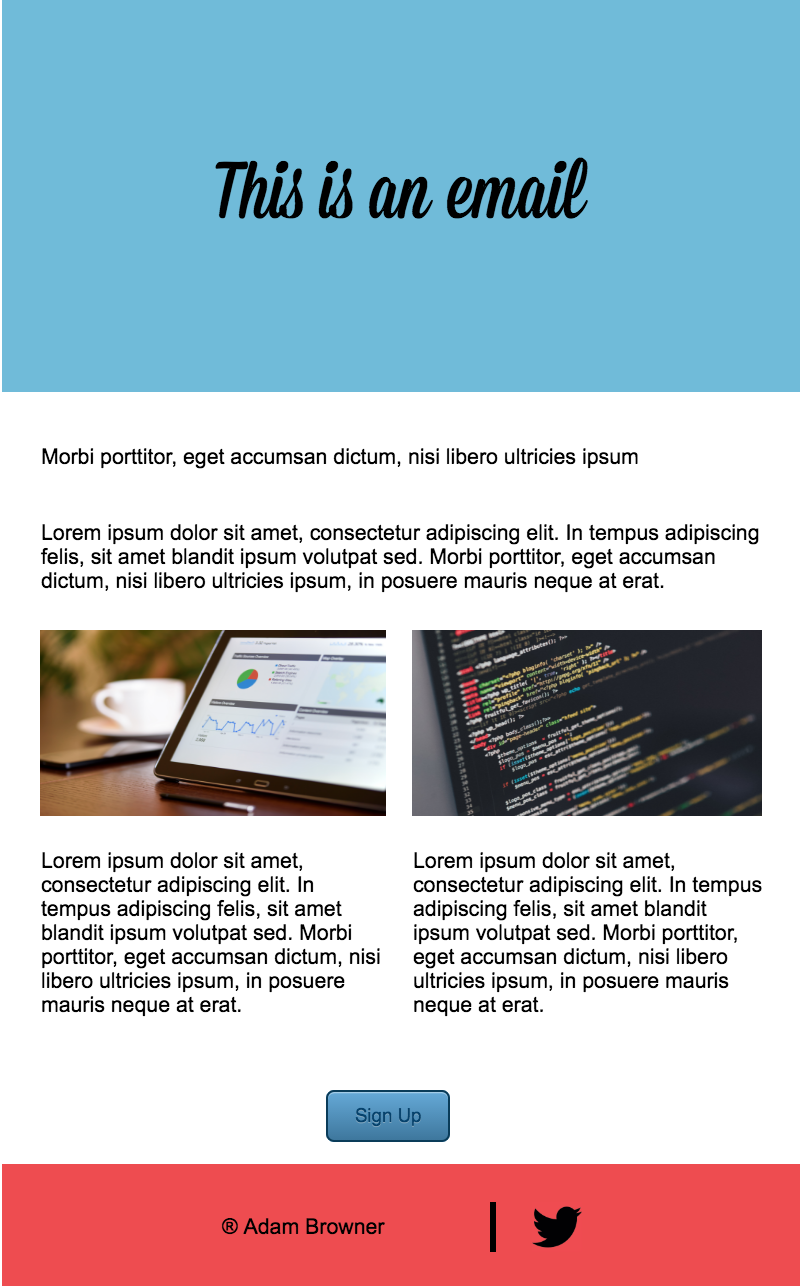 This is an email
Morbi porttitor, eget accumsan dictum, nisi libero ultricies ipsum
Lorem ipsum dolor sit amet, consectetur adipiscing elit. In tempus adipiscing
felis, sit amet blandit ipsum volutpat sed. Morbi porttitor, eget accumsan
dictum, nisi libero ultricies ipsum, in posuere mauris neque at erat.
Lorem ipsum dolor sit amet,
consectetur adipiscing elit. In
tempus adipiscing felis, sit amet
blandit ipsum volutpat sed. Morbi
porttitor, eget accumsan dictum, nisi
libero ultricies ipsum, in posuere
mauris neque at erat.
Lorem ipsum dolor sit amet,
consectetur adipiscing elit. In tempus
adipiscing felis, sit amet blandit
ipsum volutpat sed. Morbi porttitor,
eget accumsan dictum, nisi libero
ultricies ipsum, in posuere mauris
neque at erat.
Sign Up
® Adam Browner